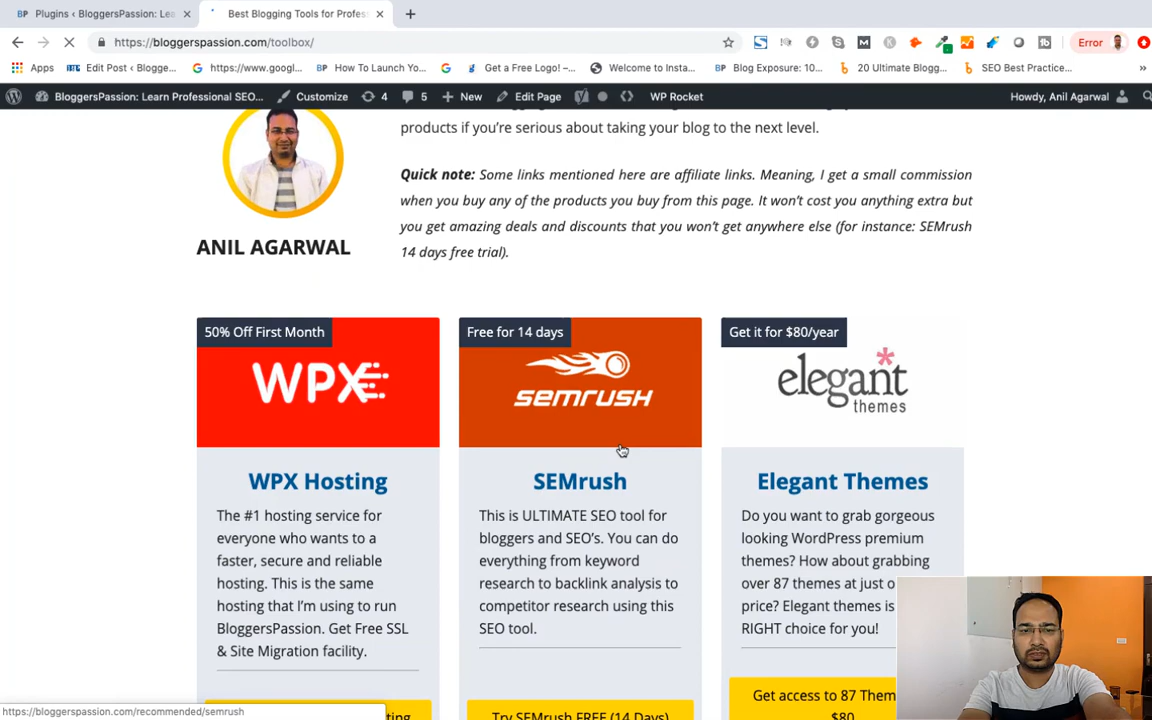 Plugins ‹ BloggersPassion: Lea
Best Blogging Tools for Profes
https://bloggerspassion.com/toolbox/
Error
Apps
Edit Post ‹ Blogge...
https://www.googl...
BP
How To Launch You...
Get a Free Logo! –...
Welcome to Insta...
BP
Blog Exposure: 10...
20 Ultimate Blogg...
SEO Best Practice...
BloggersPassion: Learn Professional SEO...
Customize
4
5
New
Edit Page
WP Rocket
Howdy, Anil Agarwal
products if you're serious about taking your blog to the next level.
Quick note: Some links mentioned here are affiliate links. Meaning, I get a small commission
when you buy any of the products you buy from this page. It won't cost you anything extra but
you get amazing deals and discounts that you won't get anywhere else (for instance: SEMrush
14 days free trial).
ANIL AGARWAL
50% Off First Month
WPX
WPX Hosting
The #1 hosting service for
everyone who wants to a
faster, secure and reliable
hosting. This is the same
hosting that I'm using to run
BloggersPassion. Get Free SSL
& Site Migration facility.
Free for 14 days
SEMRUSH
SEMrush
This is ULTIMATE SEO tool for
bloggers and SEO's. You can do
everything from keyword
research to backlink analysis to
competitor research using this
SEO tool.
Try SEMrush FREE (14 Days)
Get it for $80/year
elegant
themes
Elegant Themes
Do you want to grab gorgeous
looking WordPress premium
themes? How about grabbing
over 87 themes at just o
price? Elegant themes is
RIGHT choice for you!
Get access to 87 Them
$80
https://bloggerspassion.com/recommended/semrush